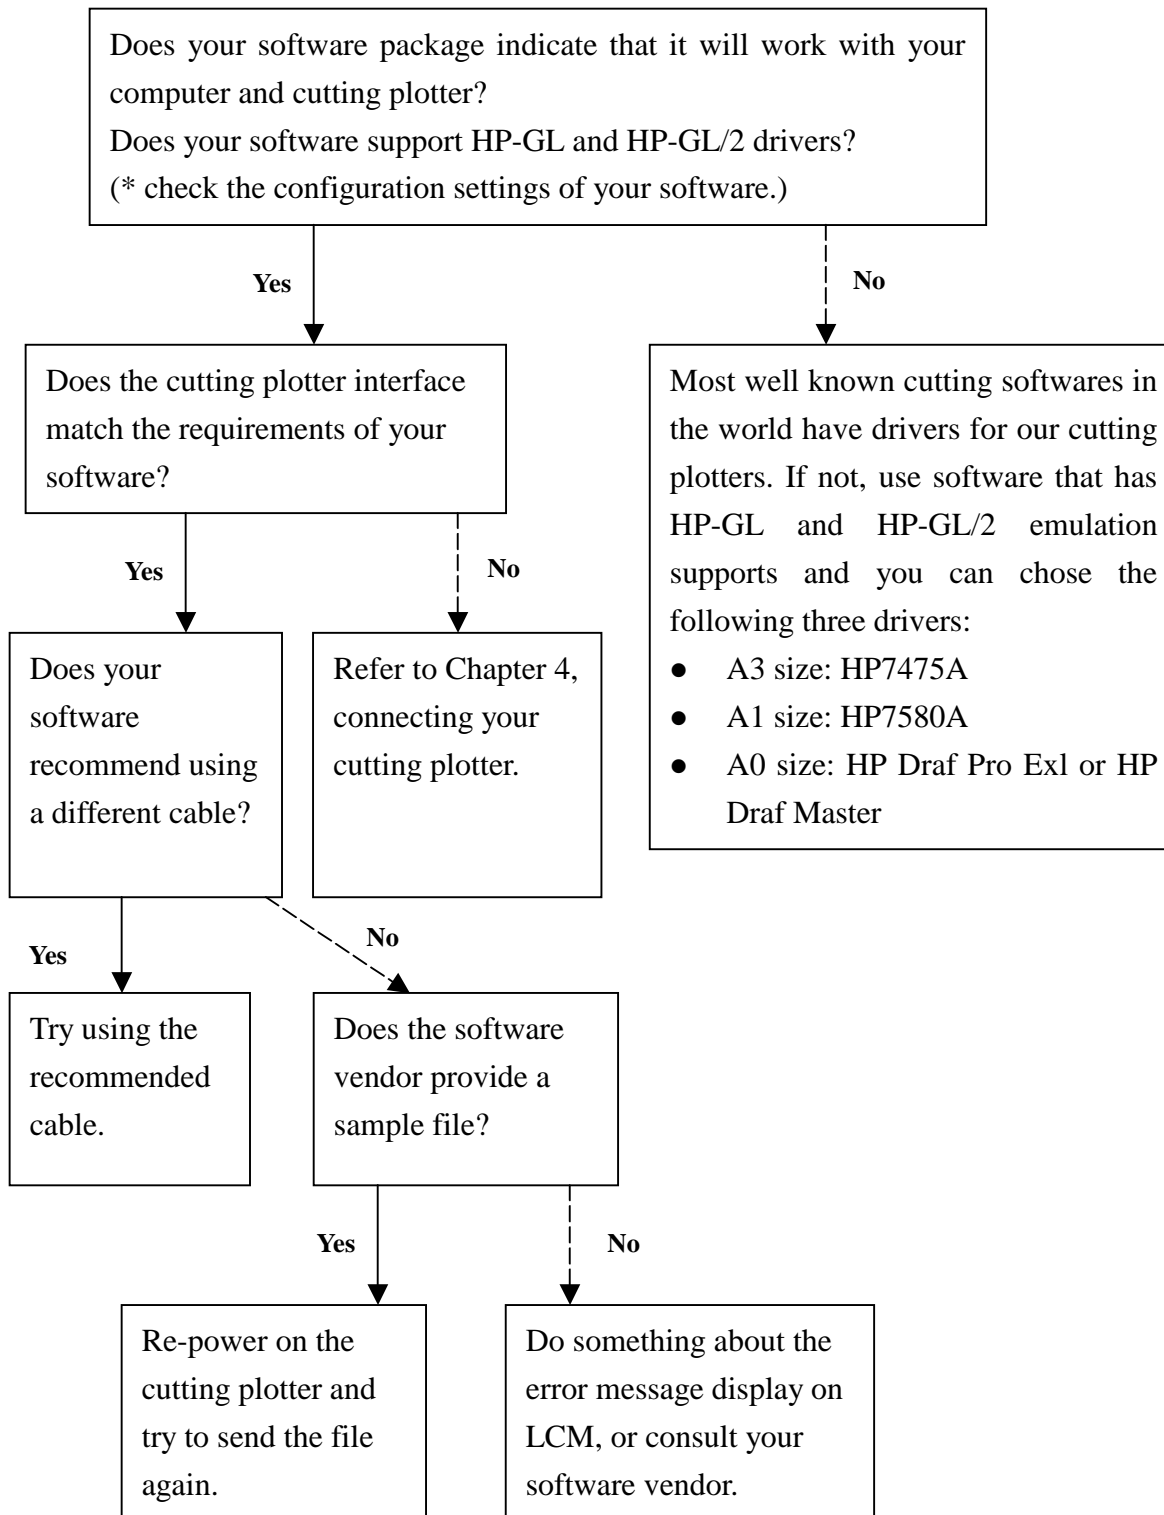 Does your software package indicate that it will work with your
computer and cutting plotter?
Does your software support HP-GL and HP-GL/2 drivers?
(* check the configuration settings of your software.)
Yes
No
Does the cutting plotter interface
match the requirements of your
software?
Most well known cutting softwares in
the world have drivers for our cutting
plotters. If not, use software that has
HP-GL and HP-GL/2 emulation
supports and you can chose the
following three drivers:
● A3 size: HP7475A
● A1 size: HP7580A
● A0 size: HP Draf Pro Exl or HP
Draf Master
Yes
No
Does your
software
recommend using
a different cable?
Refer to Chapter 4,
connecting your
cutting plotter.
Yes
No
Try using the
recommended
cable.
Does the software
vendor provide a
sample file?
Yes
No
Re-power on the
cutting plotter and
try to send the file
again.
Do something about the
error message display on
LCM, or consult your
software vendor.